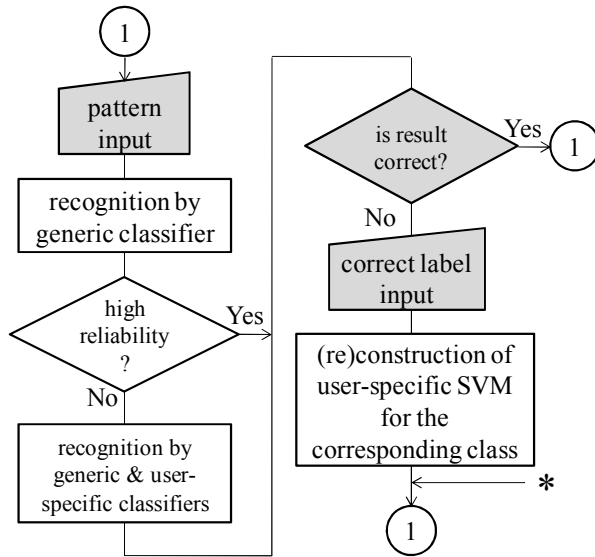 1
pattern
input
recognition by
generic classifier
high
reliability
?
Yes
No
recognition by
generic & user-
specific classifiers
is result
correct?
Yes
1
No
correct label
input
(re)construction of
user-specific SVM
for the
corresponding class
*
1